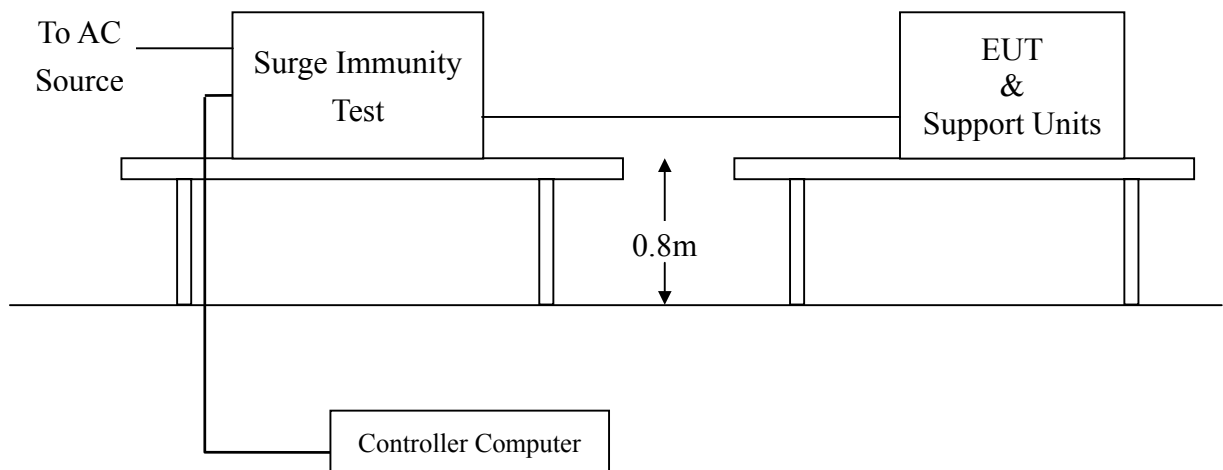 To AC
Source
Surge Immunity
Test
EUT
&
Support Units
0.8m
Controller Computer